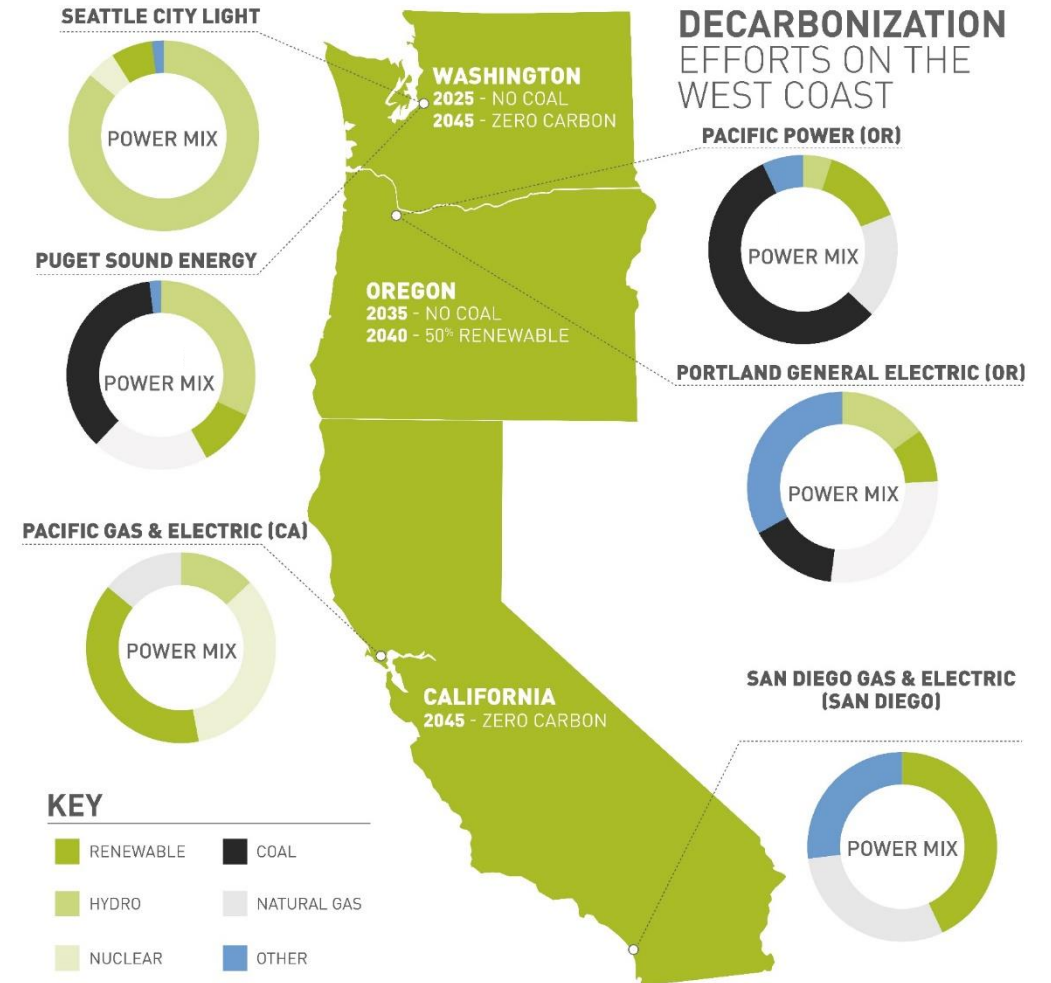 DECARBONIZATION
EFFORTS ON THE
WEST COAST
SEATTLE CITY LIGHT
POWER MIX
WASHINGTON
2025 - NO COAL
2045 - ZERO CARBON
PACIFIC POWER (OR)
POWER MIX
PUGET SOUND ENERGY
POWER MIX
OREGON
2035 - NO COAL
2040 - 50% RENEWABLE
PORTLAND GENERAL ELECTRIC (OR)
POWER MIX
PACIFIC GAS & ELECTRIC (CA)
POWER MIX
CALIFORNIA
2045 - ZERO CARBON
SAN DIEGO GAS & ELECTRIC
(SAN DIEGO)
POWER MIX
KEY
RENEWABLE
COAL
HYDRO
NATURAL GAS
NUCLEAR
OTHER